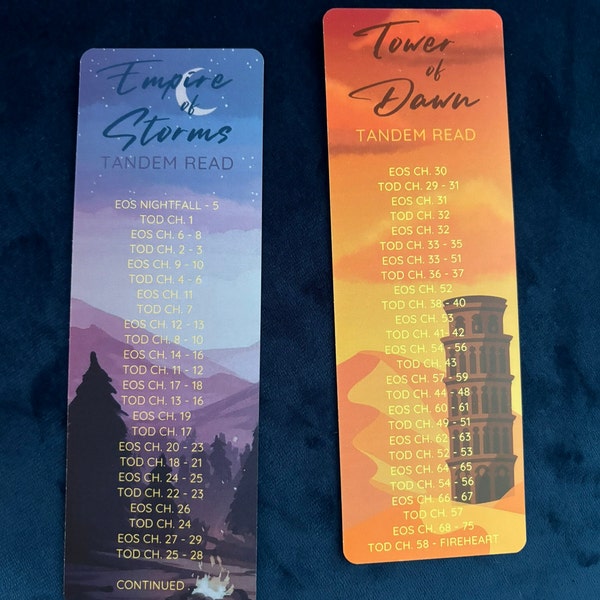 Empire
of
Storms
TANDEM READ
EOS NIGHTFALL - 5
TOD CH. 1
EOS CH. 6 - 8
TOD CH. 2 - 3
EOS CH. 9 - 10
TOD CH. 4 - 6
EOS CH. 11
TOD CH. 7
EOS CH. 12 - 13
TOD CH. 8 - 10
EOS CH. 14 - 16
TOD CH. 11 - 12
EOS CH. 17 - 18
TOD CH. 13 - 16
EOS CH. 19
TOD CH. 17
EOS CH. 20 - 23
TOD CH. 18 - 21
EOS CH. 24 - 25
TOD CH. 22 - 23
EOS CH. 26
TOD CH. 24
EOS CH. 27 - 29
TOD CH. 25 - 28
CONTINUED
Tower
of
Dawn
TANDEM READ
EOS CH. 30
TOD CH. 29 - 31
EOS CH. 31
TOD CH. 32
EOS CH. 32
TOD CH. 33 - 35
EOS CH. 33 - 51
TOD CH. 36 - 37
EOS CH. 52
TOD CH. 38 - 40
EOS CH. 53
TOD CH. 41 - 42
EOS CH. 54 - 56
TOD CH. 43
EOS CH. 57 - 59
TOD CH. 44 - 48
EOS CH. 60 - 61
TOD CH. 49 - 51
EOS CH. 62 - 63
TOD CH. 52 - 53
EOS CH. 64 - 65
TOD CH. 54 - 56
EOS CH. 66 - 67
TOD CH. 57
EOS CH. 68 - 75
TOD CH. 58 - FIREHEART